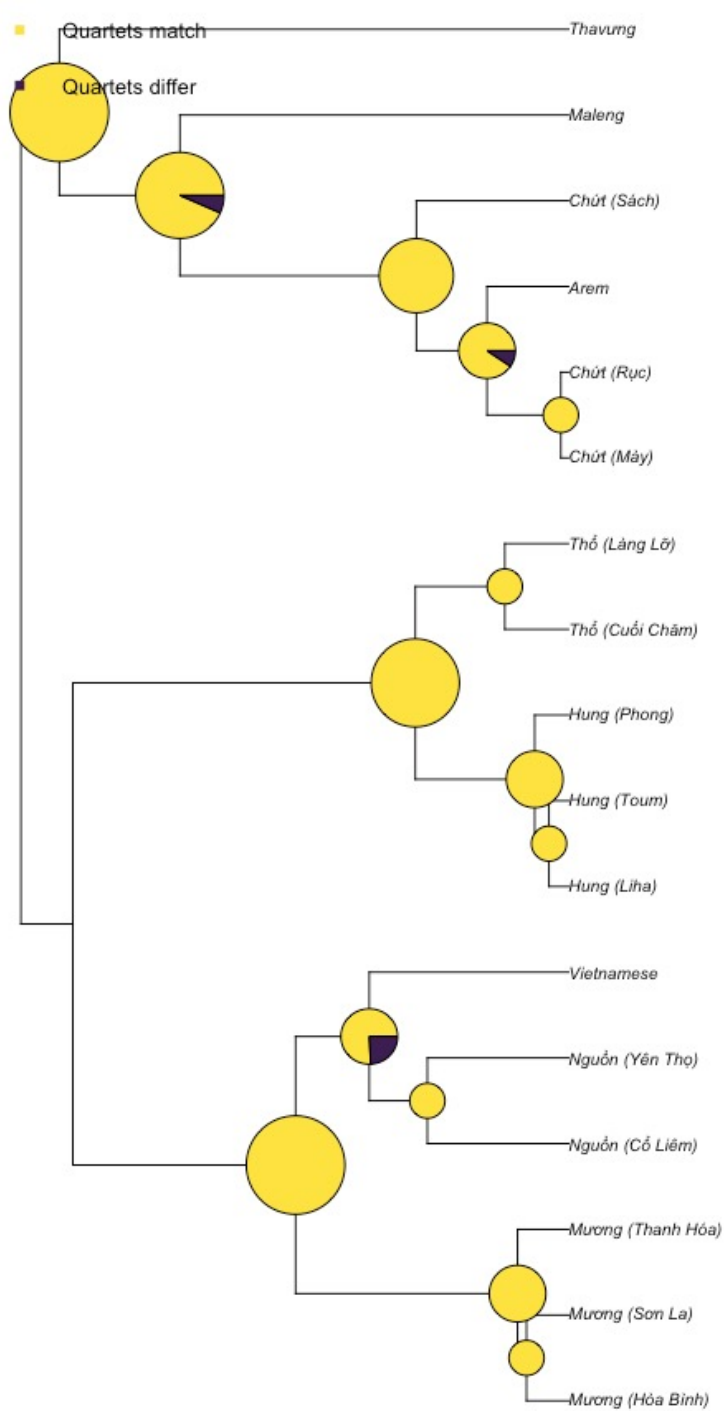 Quartets match
Thavưng
Quartets differ
Maleng
Chứt (Sách)
Arem
Chứt (Rục)
Chứt (Mày)
Thổ (Làng Lỡ)
Thổ (Cuối Chăm)
Hung (Phong)
Hung (Toum)
Hung (Liha)
Vietnamese
Nguồn (Yên Thọ)
Nguồn (Cổ Liêm)
Mương (Thanh Hóa)
Mương (Sơn La)
Mương (Hòa Bình)